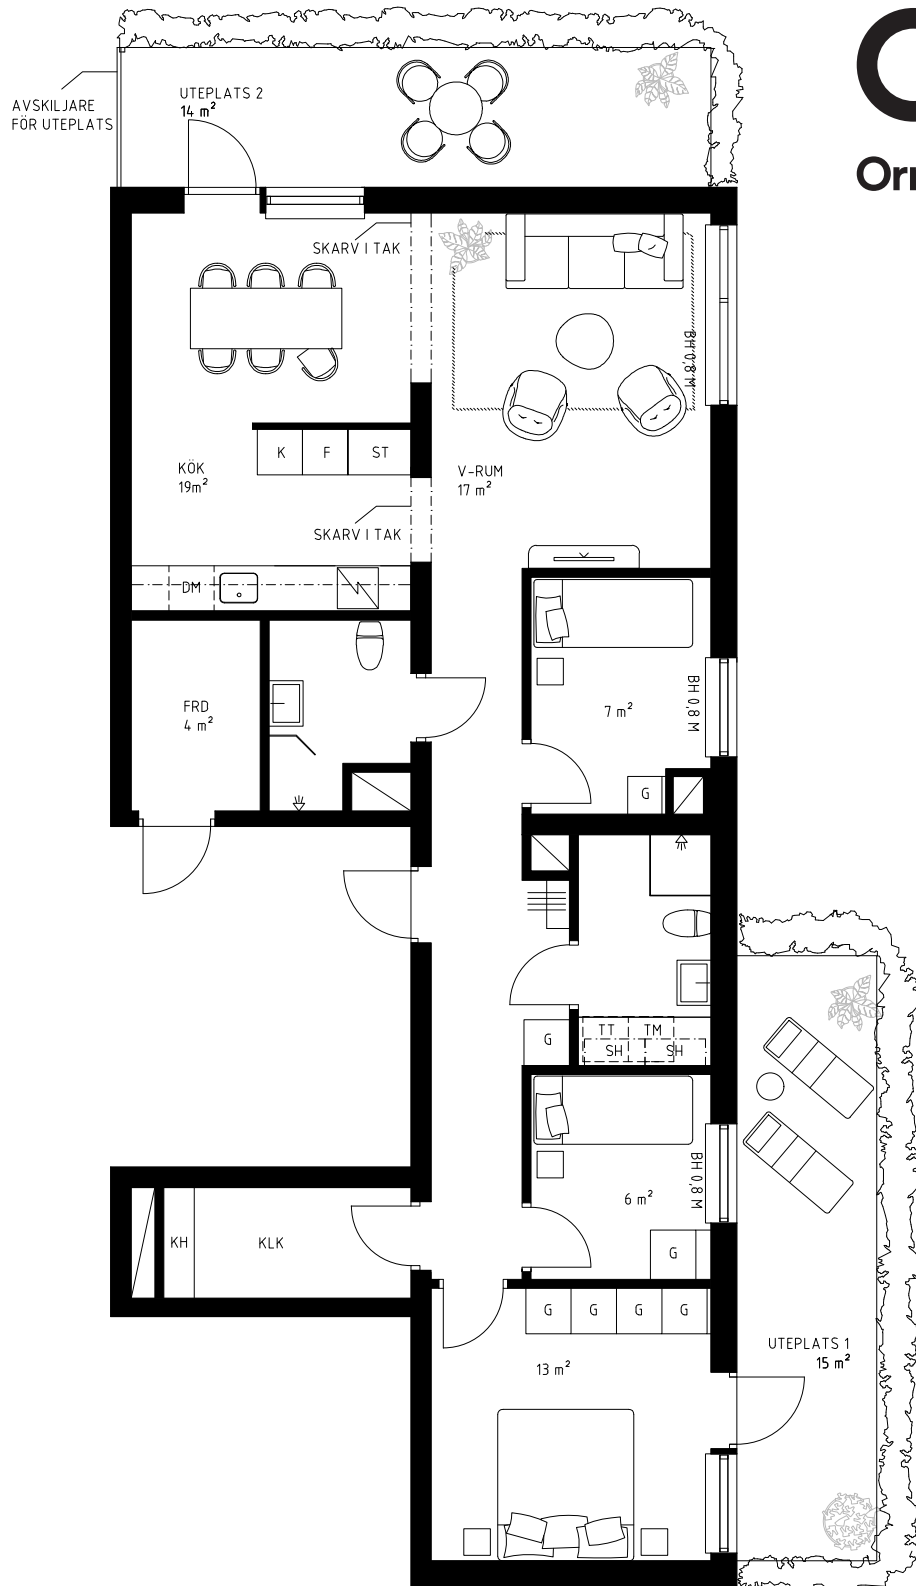 UTEPLATS 2
14 m²
AVSKILJARE
FÖR UTEPLATS
SKARV I TAK
BH 0,8 M
K
F
ST
KÖK
19m²
V-RUM
17 m²
SKARV I TAK
DM
FRD
4 m²
7 m²
BH 0,8 M
G
G
TT
TM
SH
SH
BH 0,8 M
6 m²
G
KH
KLK
G
G
G
G
13 m²
UTEPLATS 1
15 m²